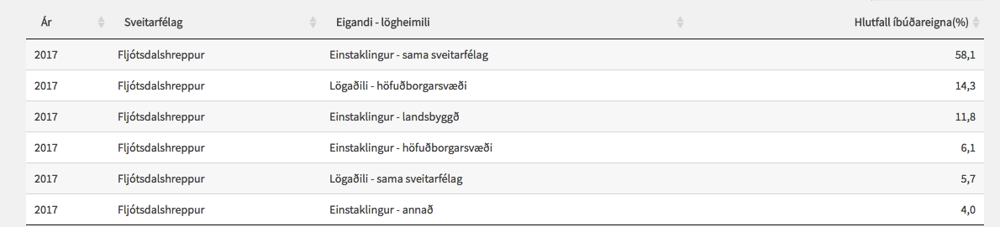 Ár Sveitarfélag Eigandi - lögheimili Hlutfall íbúðareigna(%)
2017 Fljótsdalshreppur Einstaklingur - sama sveitarfélag 58,1
2017 Fljótsdalshreppur Lögaðili - höfuðborgarsvæði 14,3
2017 Fljótsdalshreppur Einstaklingur - landsbyggð 11,8
2017 Fljótsdalshreppur Einstaklingur - höfuðborgarsvæði 6,1
2017 Fljótsdalshreppur Lögaðili - sama sveitarfélag 5,7
2017 Fljótsdalshreppur Einstaklingur - annað 4,0